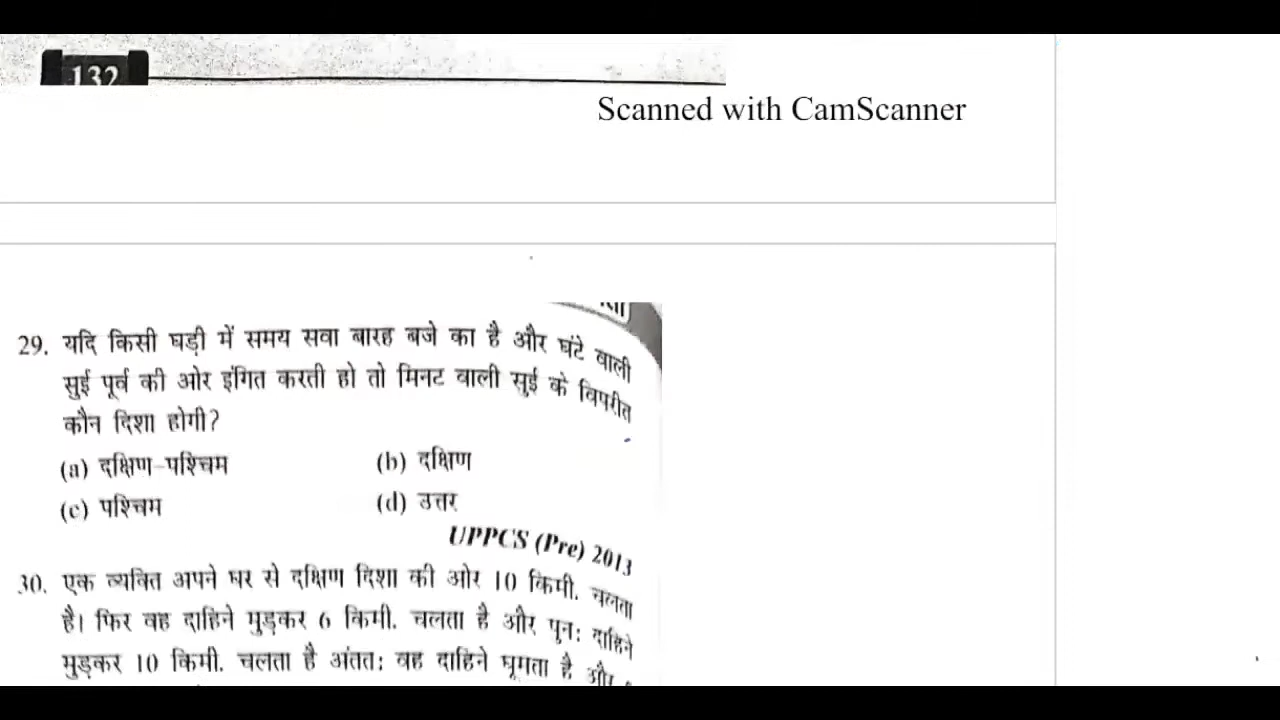 132
Scanned with CamScanner
29. यदि किसी घड़ी में समय सवा बारह बजे का है और घंटे वाली
सुई पूर्व की ओर इंगित करती हो तो मिनट वाली सुई के विपरीत
कौन दिशा होगी?
(a) दक्षिण-पश्चिम (b) दक्षिण
(c) पश्चिम (d) उत्तर
UPPCS (Pre) 2013
30. एक व्यक्ति अपने घर से दक्षिण दिशा की ओर 10 किमी. चलता
है। फिर वह दाहिने मुड़कर 6 किमी. चलता है और पुन: दाहिने
मुड़कर 10 किमी. चलता है अंतत: वह दाहिने घूमता है और